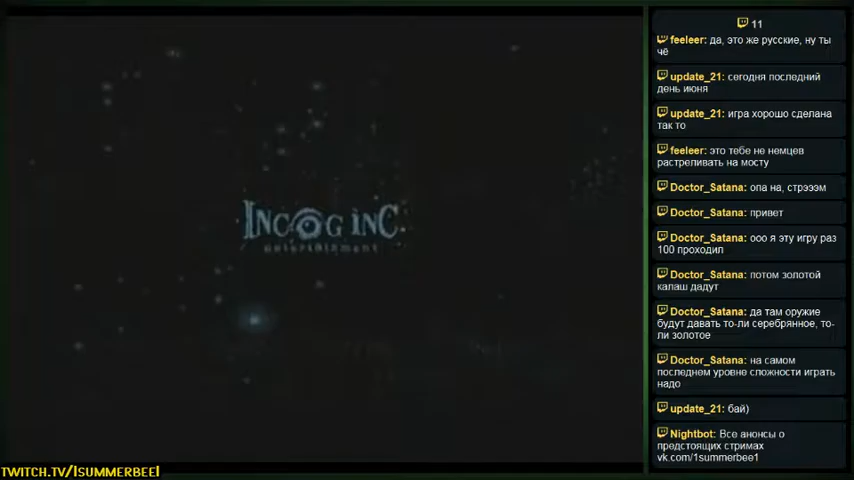 INCOG INC
entertainment
11
feeleer: да, это же русские, ну ты
чё
update_21: сегодня последний
день июня
update_21: игра хорошо сделана
так то
feeleer: это тебе не немцев
растреливать на мосту
Doctor_Satana: опа на, стрэээм
Doctor_Satana: привет
Doctor_Satana: ооо я эту игру раз
100 проходил
Doctor_Satana: потом золотой
калаш дадут
Doctor_Satana: да там оружие
будут давать то-ли серебрянное, то-
ли золотое
Doctor_Satana: на самом
последнем уровне сложности играть
надо
update_21: бай)
Nightbot: Все анонсы о
предстоящих стримах
vk.com/1summerbee1
TWITCH.TV/1SUMMERBEE1